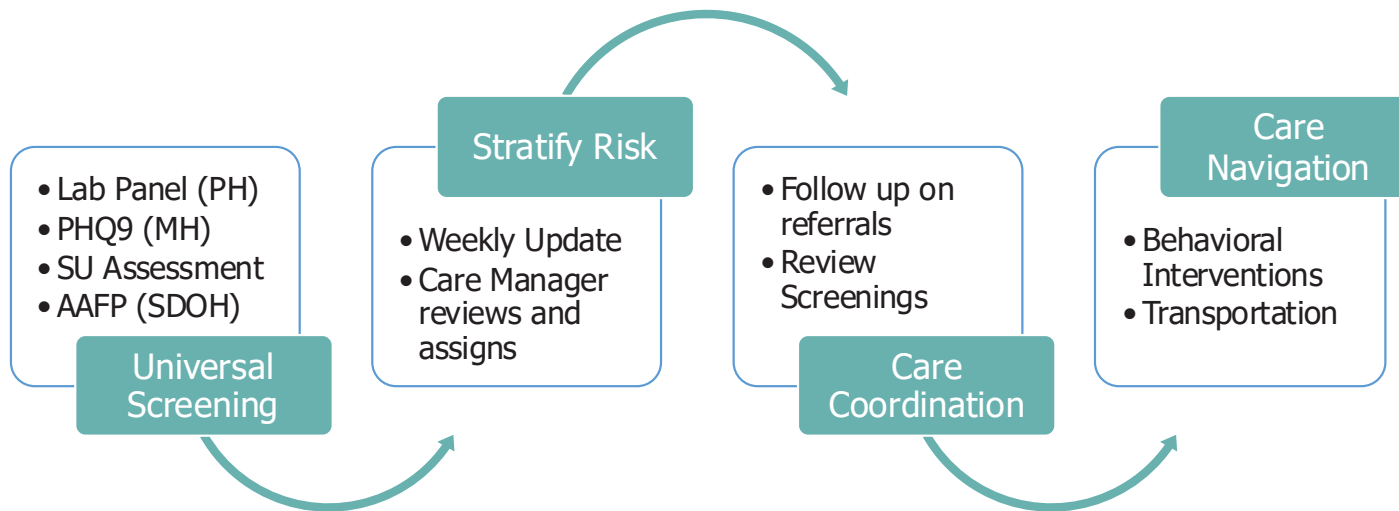 • Lab Panel (PH)
• PHQ9 (MH)
• SU Assessment
• AAFP (SDOH)
Universal
Screening
Stratify Risk
• Weekly Update
• Care Manager
reviews and
assigns
• Follow up on
referrals
• Review
Screenings
Care
Coordination
Care
Navigation
• Behavioral
Interventions
• Transportation